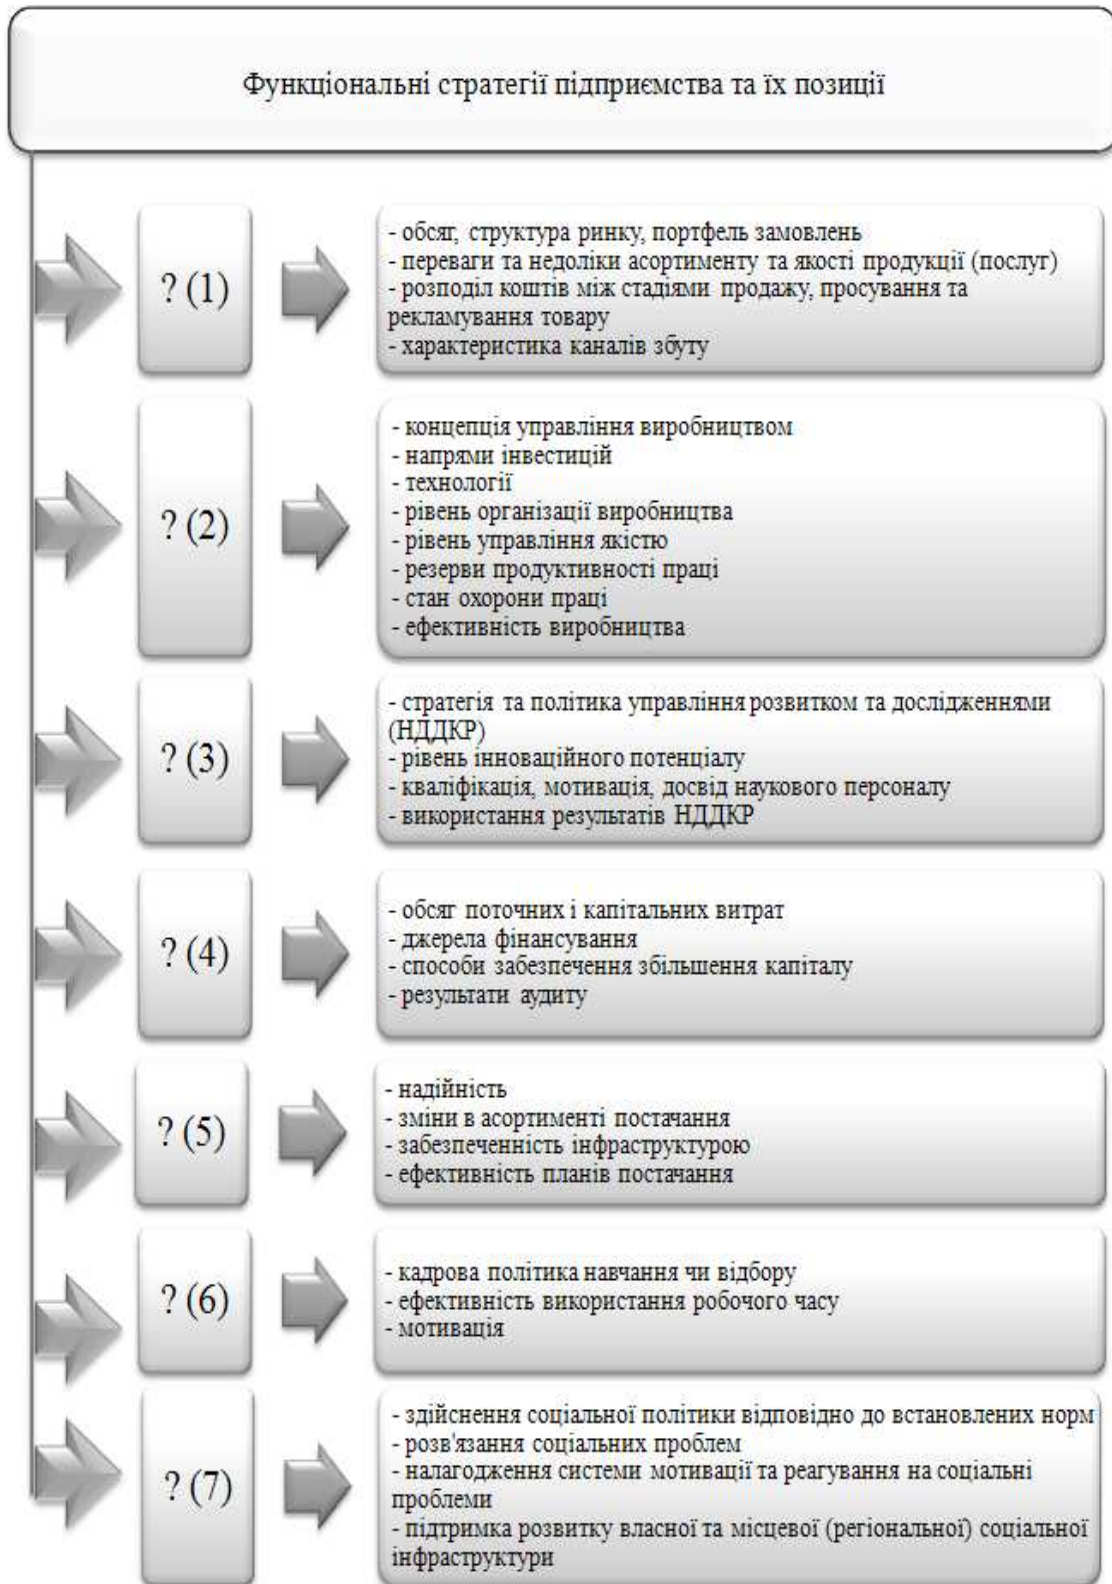 Функціональні стратегії підприємства та їх позиції
? (1)
- обсяг, структура ринку, портфель замовлень
- переваги та недоліки асортименту та якості продукції (послуг)
- розподіл коштів між стадіями продажу, просування та
рекламування товару
- характеристика каналів збуту
? (2)
- концепція управління виробництвом
- напрями інвестицій
- технології
- рівень організації виробництва
- рівень управління якістю
- резерви продуктивності праці
- стан охорони праці
- ефективність виробництва
? (3)
- стратегія та політика управління розвитком та дослідженнями
(НДДКР)
- рівень інноваційного потенціалу
- кваліфікація, мотивація, досвід наукового персоналу
- використання результатів НДДКР
? (4)
- обсяг поточних і капітальних витрат
- джерела фінансування
- способи забезпечення збільшення капіталу
- результати аудиту
? (5)
- надійність
- зміни в асортименті постачання
- забезпеченність інфраструктурою
- ефективність планів постачання
? (6)
- кадрова політика навчання чи відбору
- ефективність використання робочого часу
- мотивація
? (7)
- здійснення соціальної політики відповідно до встановлених норм
- розв'язання соціальних проблем
- налагодження системи мотивації та реагування на соціальні
проблеми
- підтримка розвитку власної та місцевої (регіональної) соціальної
інфраструктури